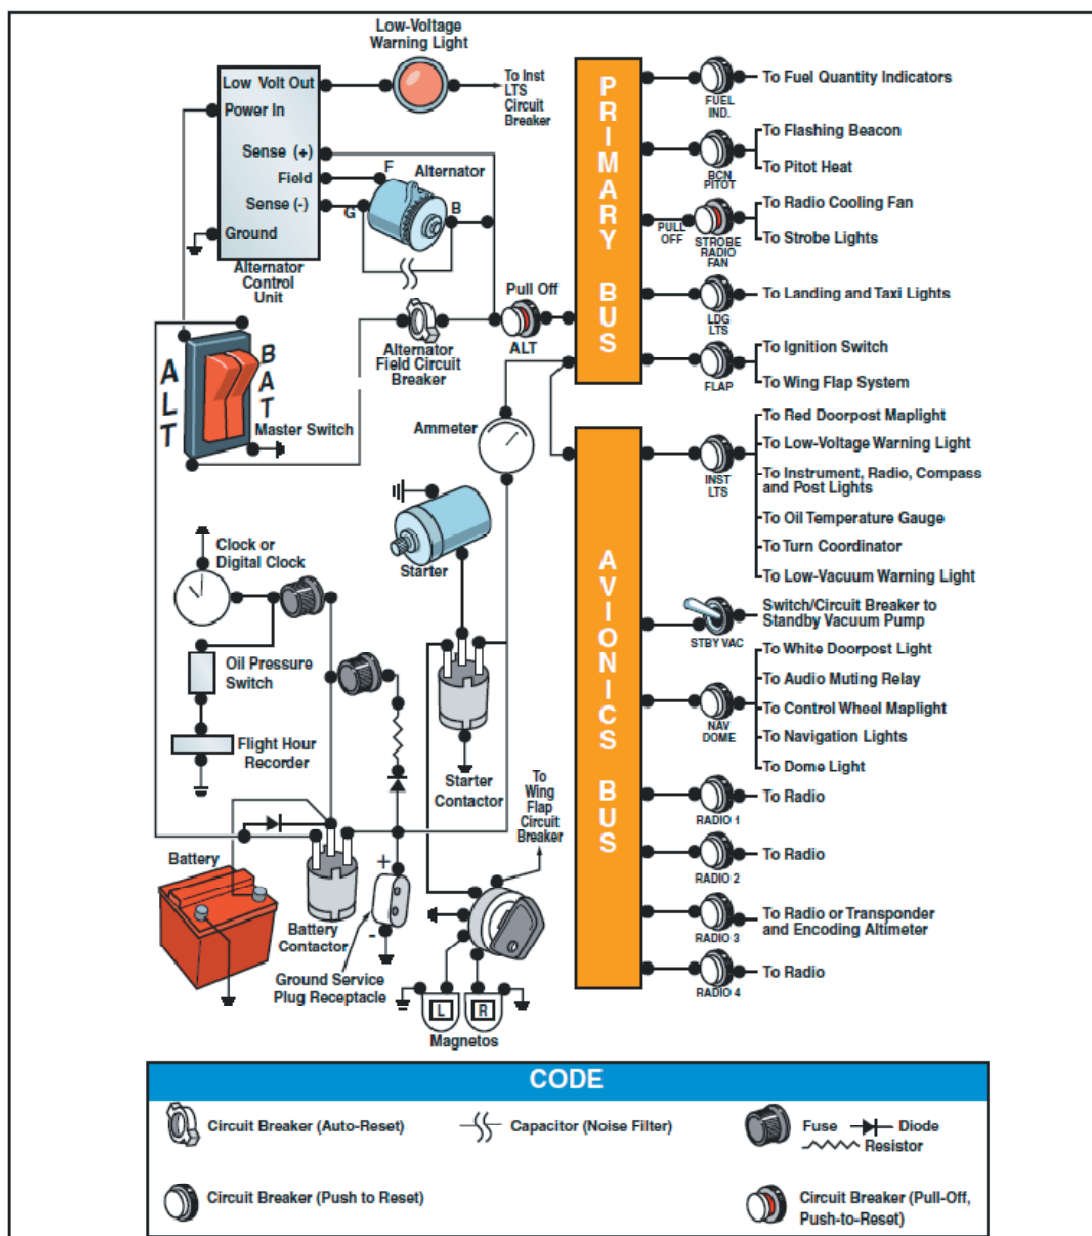 Low-Voltage
Warning Light
Low Volt Out
Power In
Sense (+)
Field
Sense (-)
Ground
Alternator
Control
Unit
To Inst
LTS
Circuit
Breaker
F
Alternator
G
B
Pull Off
ALT
Alternator
Field Circuit
Breaker
ALT
BAT
Master Switch
Ammeter
Starter
Clock or
Digital Clock
Oil Pressure
Switch
Flight Hour
Recorder
Starter
Contactor
To
Wing
Flap
Circuit
Breaker
Battery
+
-
Battery
Contactor
Ground Service
Plug Receptacle
L
R
Magnetos
PRIMARY BUS
FUEL
IND.
To Fuel Quantity Indicators
BCN
PITOT
To Flashing Beacon
To Pitot Heat
PULL
OFF
STROBE
RADIO
FAN
To Radio Cooling Fan
To Strobe Lights
LDG
LTS
To Landing and Taxi Lights
FLAP
To Ignition Switch
To Wing Flap System
AVIONICS BUS
INST
LTS
To Red Doorpost Maplight
To Low-Voltage Warning Light
To Instrument, Radio, Compass
and Post Lights
To Oil Temperature Gauge
To Turn Coordinator
To Low-Vacuum Warning Light
STBY VAC
Switch/Circuit Breaker to
Standby Vacuum Pump
NAV
DOME
To White Doorpost Light
To Audio Muting Relay
To Control Wheel Maplight
To Navigation Lights
To Dome Light
RADIO 1
To Radio
RADIO 2
To Radio
RADIO 3
To Radio or Transponder
and Encoding Altimeter
RADIO 4
To Radio
CODE
Circuit Breaker (Auto-Reset)
Capacitor (Noise Filter)
Fuse
Diode
Resistor
Circuit Breaker (Push to Reset)
Circuit Breaker (Pull-Off,
Push-to-Reset)